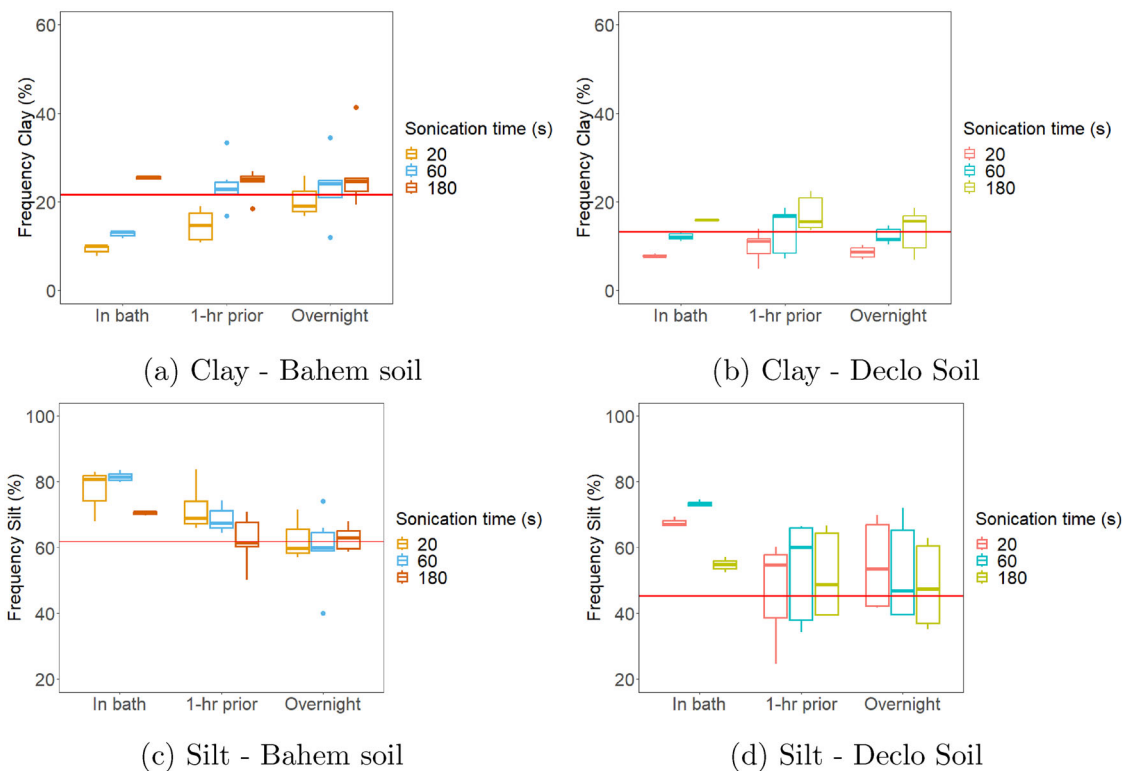 60
40
20
0
Frequency Clay (%)
In bath 1-hr prior Overnight
Sonication time (s)
20
60
180
(a) Clay - Bahem soil
60
40
20
0
Frequency Clay (%)
In bath 1-hr prior Overnight
Sonication time (s)
20
60
180
(b) Clay - Declo Soil
100
80
60
40
20
Frequency Silt (%)
In bath 1-hr prior Overnight
Sonication time (s)
20
60
180
(c) Silt - Bahem soil
100
80
60
40
20
Frequency Silt (%)
In bath 1-hr prior Overnight
Sonication time (s)
20
60
180
(d) Silt - Declo Soil